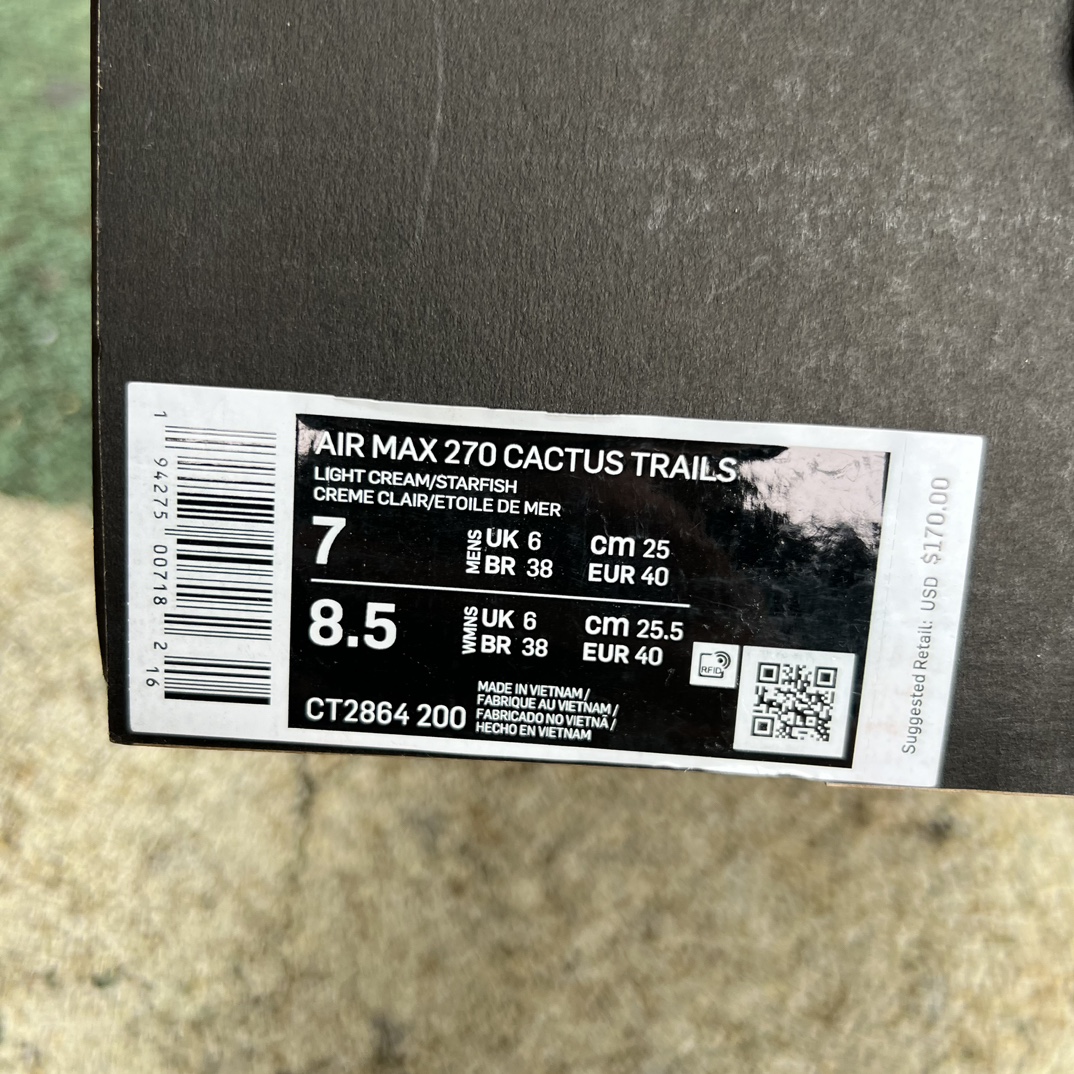 AIR MAX 270 CACTUS TRAILS
LIGHT CREAM/STARFISH
CREME CLAIR/ETOILE DE MER
7 MENS UK 6 cm 25
BR 38 EUR 40
8.5 WMNS UK 6 cm 25.5
BR 38 EUR 40
RFID
CT2864 200
MADE IN VIETNAM /
FABRIQUE AU VIETNAM /
FABRICADO NO VIETNÃ /
HECHO EN VIETNAM
1 94275 00718 2 16
Suggested Retail: USD $170.00